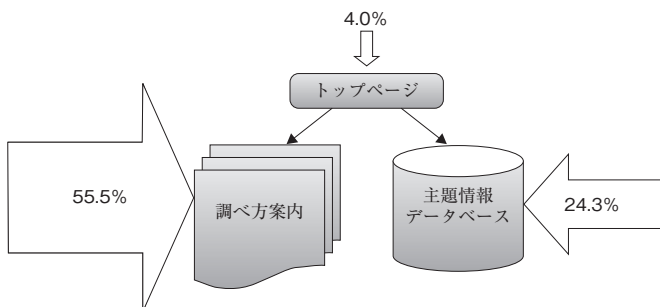 4.0%
トップページ
55.5%
調べ方案内
主題情報
データベース
24.3%